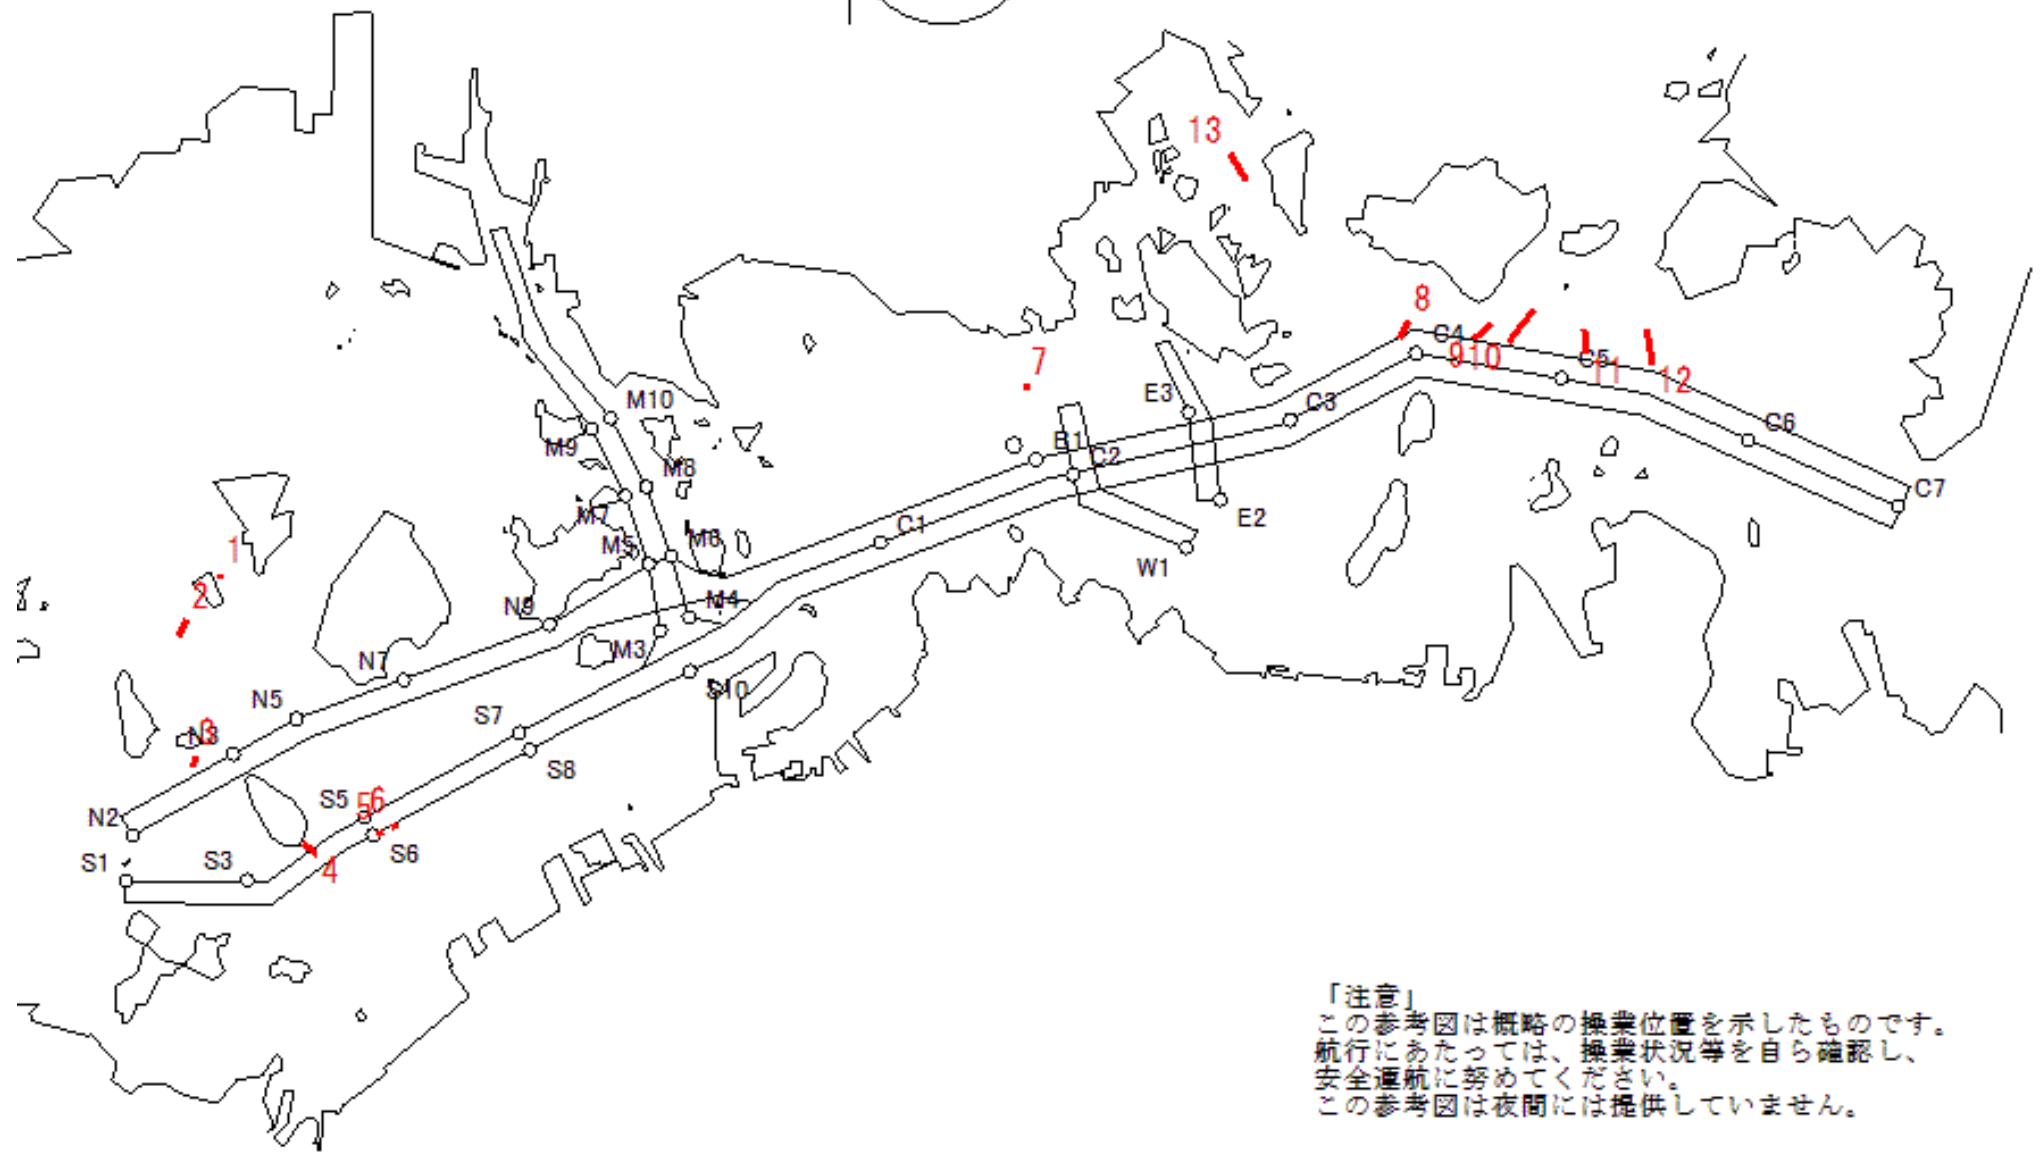 13
8
C4
7
9
10
C5
11
12
E3
M10
C3
C6
B1
M9
C2
M8
C7
M7
E2
C1
M6
M5
1
W1
2
N9
M4
M3
N7
S10
N5
S7
N3
3
S8
S5
5
6
N2
S6
S1
S3
4
「注意」
この参考図は概略の操業位置を示したものです。
航行にあたっては、操業状況等を自ら確認し、
安全運航に努めてください。
この参考図は夜間には提供していません。